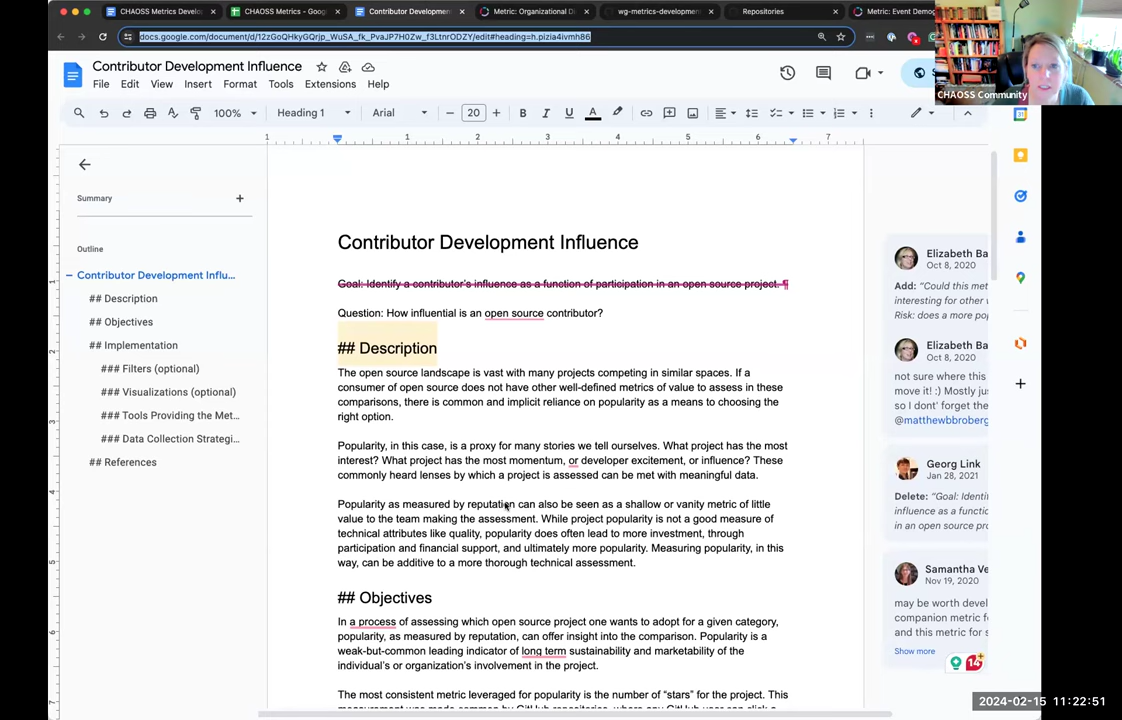 CHAOSS Metrics Develo
CHAOSS Metrics - Goog
Contributor Developmen
Metric: Organizational D
wg-metrics-developmen
Repositories
Metric: Event Demog
docs.google.com/document/d/12zGoQHkyGQrjp_WuSA_fk_PvaJP7H0Zw_f3LtnrODZY/edit#heading=h.pizia4ivmh86
Contributor Development Influence
File Edit View Insert Format Tools Extensions Help
100% Heading 1 Arial 20
B I U A
CHAOSS Community
1 1 2 3 4 5 6 7
Summary
Outline
Contributor Development Influ...
## Description
## Objectives
## Implementation
### Filters (optional)
### Visualizations (optional)
### Tools Providing the Met...
### Data Collection Strategi...
## References
Contributor Development Influence
Goal: Identify a contributor's influence as a function of participation in an open source project. ¶
Question: How influential is an open source contributor?
## Description
The open source landscape is vast with many projects competing in similar spaces. If a
consumer of open source does not have other well-defined metrics of value to assess in these
comparisons, there is common and implicit reliance on popularity as a means to choosing the
right option.
Popularity, in this case, is a proxy for many stories we tell ourselves. What project has the most
interest? What project has the most momentum, or developer excitement, or influence? These
commonly heard lenses by which a project is assessed can be met with meaningful data.
Popularity as measured by reputation can also be seen as a shallow or vanity metric of little
value to the team making the assessment. While project popularity is not a good measure of
technical attributes like quality, popularity does often lead to more investment, through
participation and financial support, and ultimately more popularity. Measuring popularity, in this
way, can be additive to a more thorough technical assessment.
## Objectives
In a process of assessing which open source project one wants to adopt for a given category,
popularity, as measured by reputation, can offer insight into the comparison. Popularity is a
weak-but-common leading indicator of long term sustainability and marketability of the
individual's or organization's involvement in the project.
The most consistent metric leveraged for popularity is the number of "stars" for the project. This
Elizabeth Ba
Oct 8, 2020
Add: "Could this met
interesting for other
Risk: does a more pop
Elizabeth Ba
Oct 8, 2020
not sure where this
move it! :) Mostly jus
so I dont' forget the
@matthewbbroberg
Georg Link
Jan 28, 2021
Delete: "Goal: Identi
influence as a functio
in an open source pro
Samantha Ve
Nov 19, 2020
may be worth devel
companion metric f
and this metric for s
Show more
14
2024-02-15 11:22:51